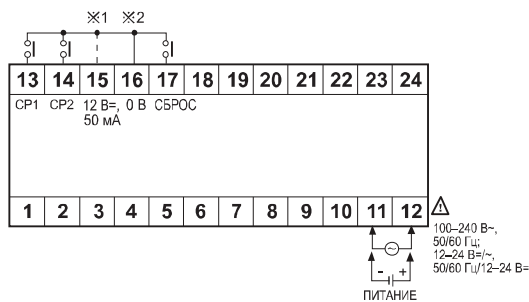 ※1 ※2
13 14 15 16 17 18 19 20 21 22 23 24
CP1 CP2 12 В=, 0 В СБРОС
50 мА
1 2 3 4 5 6 7 8 9 10 11 12
100–240 В~,
50/60 Гц;
12–24 В=/~,
50/60 Гц/12–24 В=
- +
ПИТАНИЕ